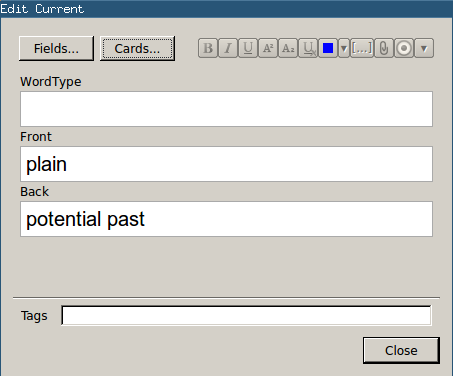 Edit Current
Fields... Cards... B I U A² A₂ U [...]
WordType
Front
plain
Back
potential past
Tags
Close